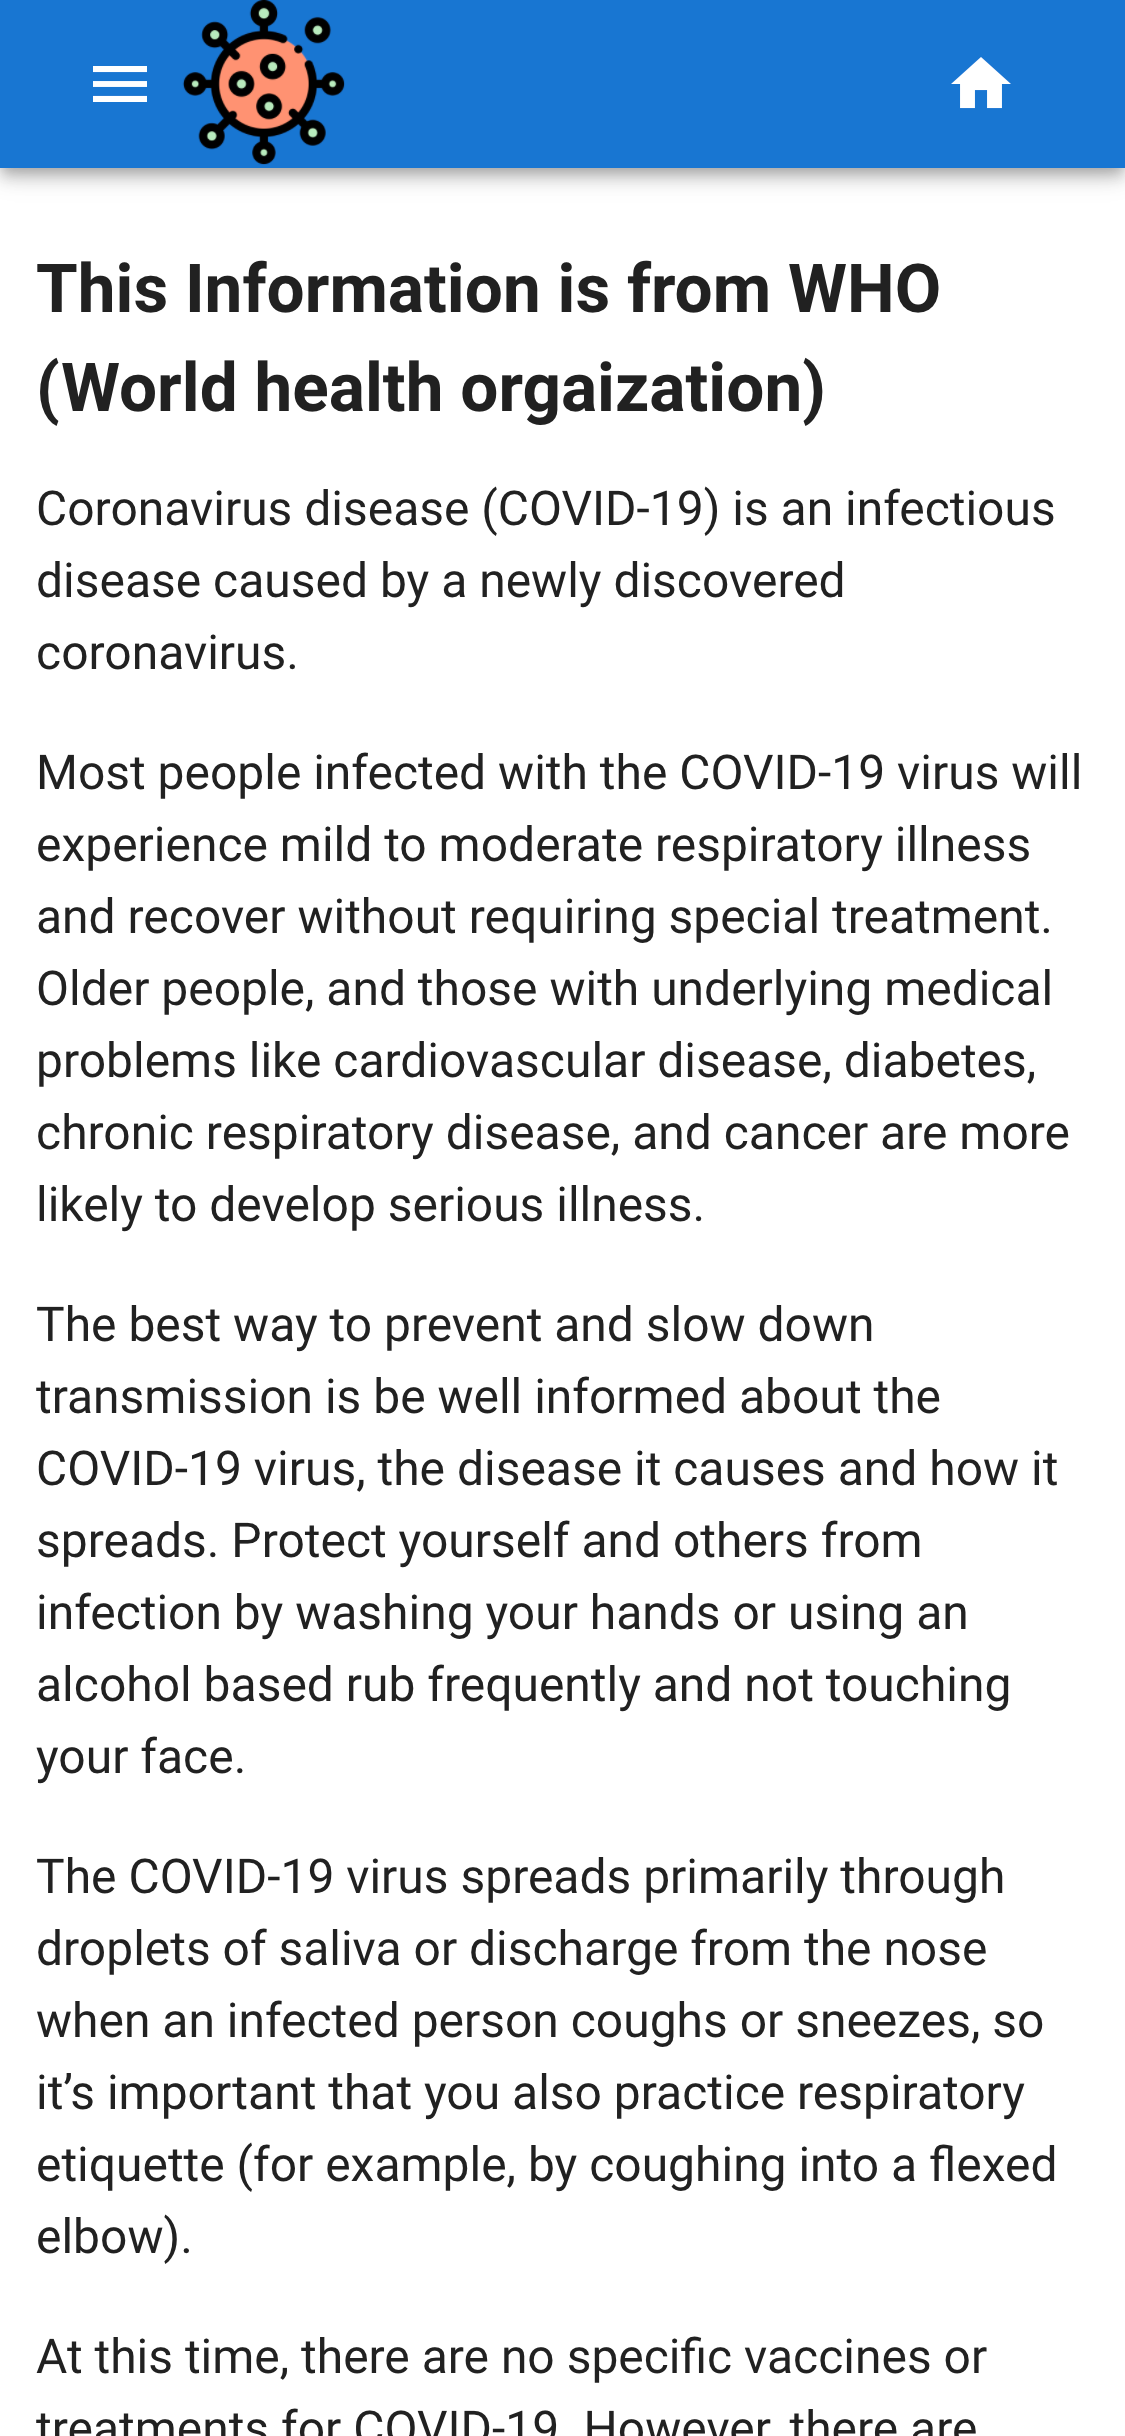 This Information is from WHO
(World health orgaization)
Coronavirus disease (COVID-19) is an infectious
disease caused by a newly discovered
coronavirus.
Most people infected with the COVID-19 virus will
experience mild to moderate respiratory illness
and recover without requiring special treatment.
Older people, and those with underlying medical
problems like cardiovascular disease, diabetes,
chronic respiratory disease, and cancer are more
likely to develop serious illness.
The best way to prevent and slow down
transmission is be well informed about the
COVID-19 virus, the disease it causes and how it
spreads. Protect yourself and others from
infection by washing your hands or using an
alcohol based rub frequently and not touching
your face.
The COVID-19 virus spreads primarily through
droplets of saliva or discharge from the nose
when an infected person coughs or sneezes, so
it’s important that you also practice respiratory
etiquette (for example, by coughing into a flexed
elbow).
At this time, there are no specific vaccines or
treatments for COVID-19. However, there are